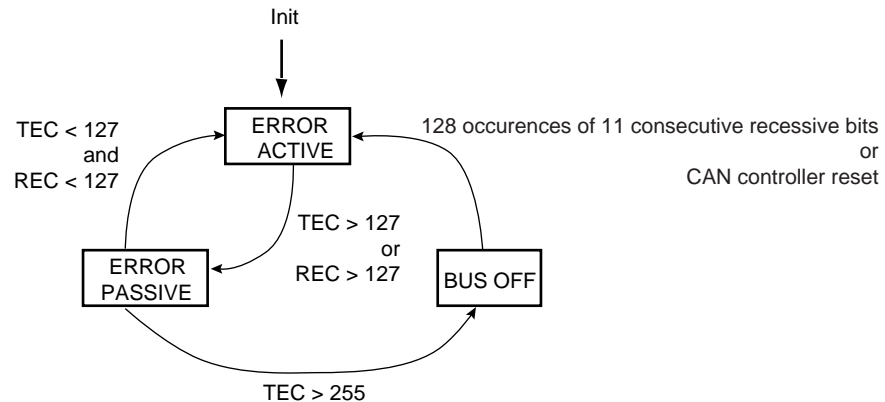 Init
ERROR
ACTIVE
TEC < 127
and
REC < 127
128 occurences of 11 consecutive recessive bits
or
CAN controller reset
TEC > 127
or
REC > 127
ERROR
PASSIVE
BUS OFF
TEC > 255